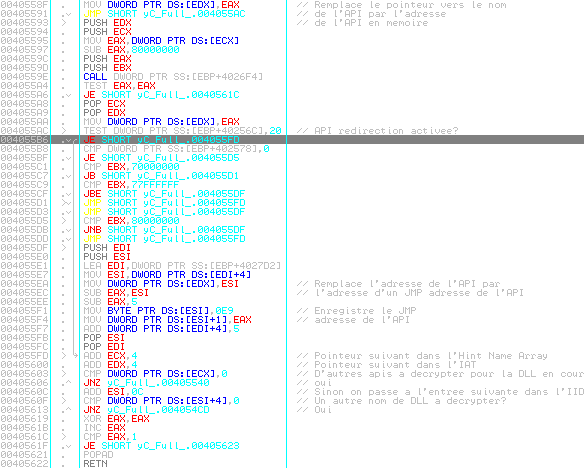 0040558F . MOV DWORD PTR DS:[EDX],EAX // Remplace le pointeur vers le nom
00405591 . JMP SHORT yC_Full_.004055AC // de l'API par l'adresse
00405593 > PUSH EDX // de l'API en memoire
00405594 . PUSH ECX
00405595 . MOV EAX,DWORD PTR DS:[ECX]
00405597 . SUB EAX,80000000
0040559C . PUSH EAX
0040559D . PUSH EBX
0040559E . CALL DWORD PTR SS:[EBP+4026F4]
004055A4 . TEST EAX,EAX
004055A6 . JE SHORT yC_Full_.0040561C
004055A8 . POP ECX
004055A9 . POP EDX
004055AA . MOV DWORD PTR DS:[EDX],EAX
004055AC > TEST DWORD PTR SS:[EBP+40256C],20 // API redirection activee?
004055B6 . JE SHORT yC_Full_.004055FD
004055B8 . CMP DWORD PTR SS:[EBP+402578],0
004055BF . JE SHORT yC_Full_.004055D5
004055C1 . CMP EBX,70000000
004055C7 . JB SHORT yC_Full_.004055D1
004055C9 . CMP EBX,77FFFFFF
004055CF . JBE SHORT yC_Full_.004055DF
004055D1 > JMP SHORT yC_Full_.004055FD
004055D3 . JMP SHORT yC_Full_.004055DF
004055D5 > CMP EBX,80000000
004055DB . JNB SHORT yC_Full_.004055DF
004055DD . JMP SHORT yC_Full_.004055FD
004055DF > PUSH EDI
004055E0 . PUSH ESI
004055E1 . LEA EDI,DWORD PTR SS:[EBP+4027D2]
004055E7 . MOV ESI,DWORD PTR DS:[EDI+4]
004055EA . MOV DWORD PTR DS:[EDX],ESI // Remplace l'adresse de l'API par
004055EC . SUB EAX,ESI // l'adresse d'un JMP adresse de l'API
004055EE . SUB EAX,5
004055F1 . MOV BYTE PTR DS:[ESI],0E9 // Enregistre le JMP
004055F4 . MOV DWORD PTR DS:[ESI+1],EAX // adresse de l'API
004055F7 . ADD DWORD PTR DS:[EDI+4],5
004055FB . POP ESI
004055FC . POP EDI
004055FD > ADD ECX,4 // Pointeur suivant dans l'Hint Name Array
00405600 . ADD EDX,4 // Pointeur suivant dans l'IAT
00405603 > CMP DWORD PTR DS:[ECX],0 // D'autres apis a decrypter pour la DLL en cour
00405606 . JNZ yC_Full_.00405540 // oui
0040560C . ADD ESI,0C // Sinon on passe a l'entree suivante dans l'IID
0040560F > CMP DWORD PTR DS:[ESI+4],0 // Un autre nom de DLL a decrypter?
00405613 . JNZ yC_Full_.004054CD // Oui
00405619 . XOR EAX,EAX
0040561B . INC EAX
0040561C > CMP EAX,1
0040561F . JE SHORT yC_Full_.00405623
00405621 . POPAD
00405622 . RETN